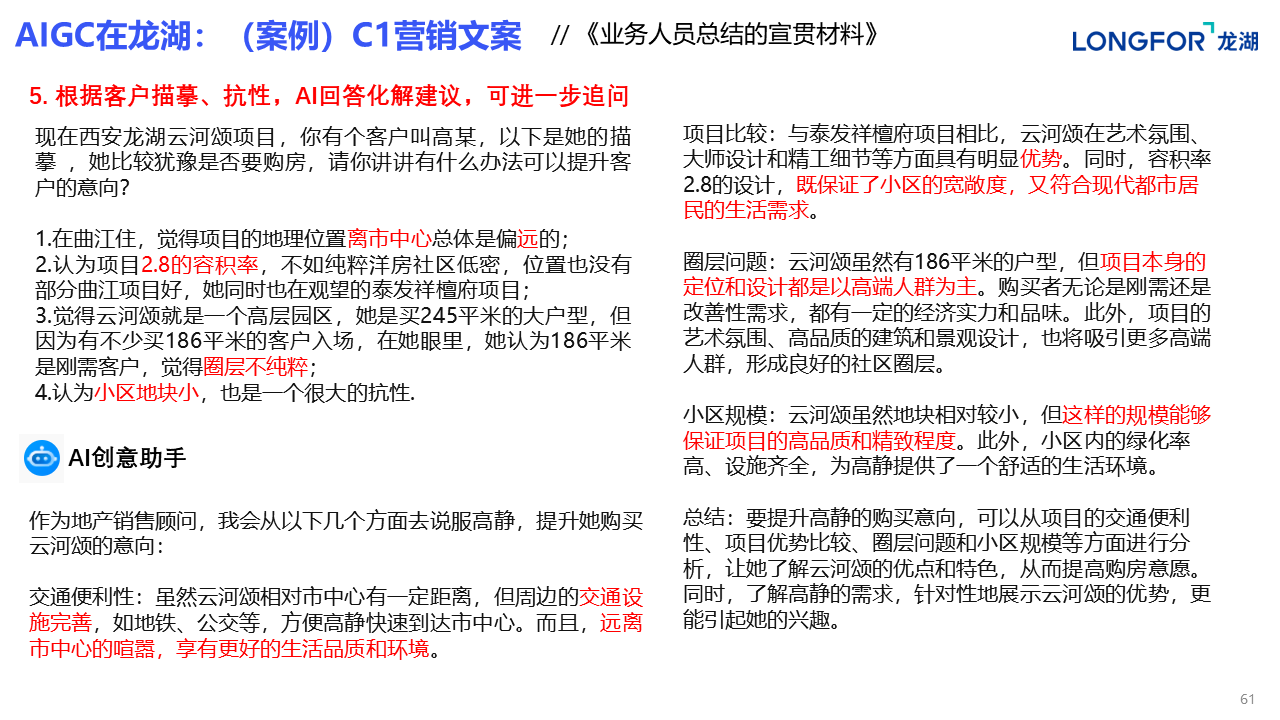 AIGC在龙湖：（案例）C1营销文案 // 《业务人员总结的宣贯材料》
LONGFOR 龙湖
5. 根据客户描摹、抗性，AI回答化解建议，可进一步追问
现在西安龙湖云河颂项目，你有个客户叫高某，以下是她的描
摹 ，她比较犹豫是否要购房，请你讲讲有什么办法可以提升客
户的意向?
1.在曲江住，觉得项目的地理位置离市中心总体是偏远的；
2.认为项目2.8的容积率，不如纯粹洋房社区低密，位置也没有
部分曲江项目好，她同时也在观望的泰发祥檀府项目；
3.觉得云河颂就是一个高层园区，她是买245平米的大户型，但
因为有不少买186平米的客户入场，在她眼里，她认为186平米
是刚需客户，觉得圈层不纯粹；
4.认为小区地块小，也是一个很大的抗性.
AI创意助手
作为地产销售顾问，我会从以下几个方面去说服高静，提升她购买
云河颂的意向：
交通便利性：虽然云河颂相对市中心有一定距离，但周边的交通设
施完善，如地铁、公交等，方便高静快速到达市中心。而且，远离
市中心的喧嚣，享有更好的生活品质和环境。
项目比较：与泰发祥檀府项目相比，云河颂在艺术氛围、
大师设计和精工细节等方面具有明显优势。同时，容积率
2.8的设计，既保证了小区的宽敞度，又符合现代都市居
民的生活需求。
圈层问题：云河颂虽然有186平米的户型，但项目本身的
定位和设计都是以高端人群为主。购买者无论是刚需还是
改善性需求，都有一定的经济实力和品味。此外，项目的
艺术氛围、高品质的建筑和景观设计，也将吸引更多高端
人群，形成良好的社区圈层。
小区规模：云河颂虽然地块相对较小，但这样的规模能够
保证项目的高品质和精致程度。此外，小区内的绿化率
高、设施齐全，为高静提供了一个舒适的生活环境。
总结：要提升高静的购买意向，可以从项目的交通便利
性、项目优势比较、圈层问题和小区规模等方面进行分
析，让她了解云河颂的优点和特色，从而提高购房意愿。
同时，了解高静的需求，针对性地展示云河颂的优势，更
能引起她的兴趣。
61